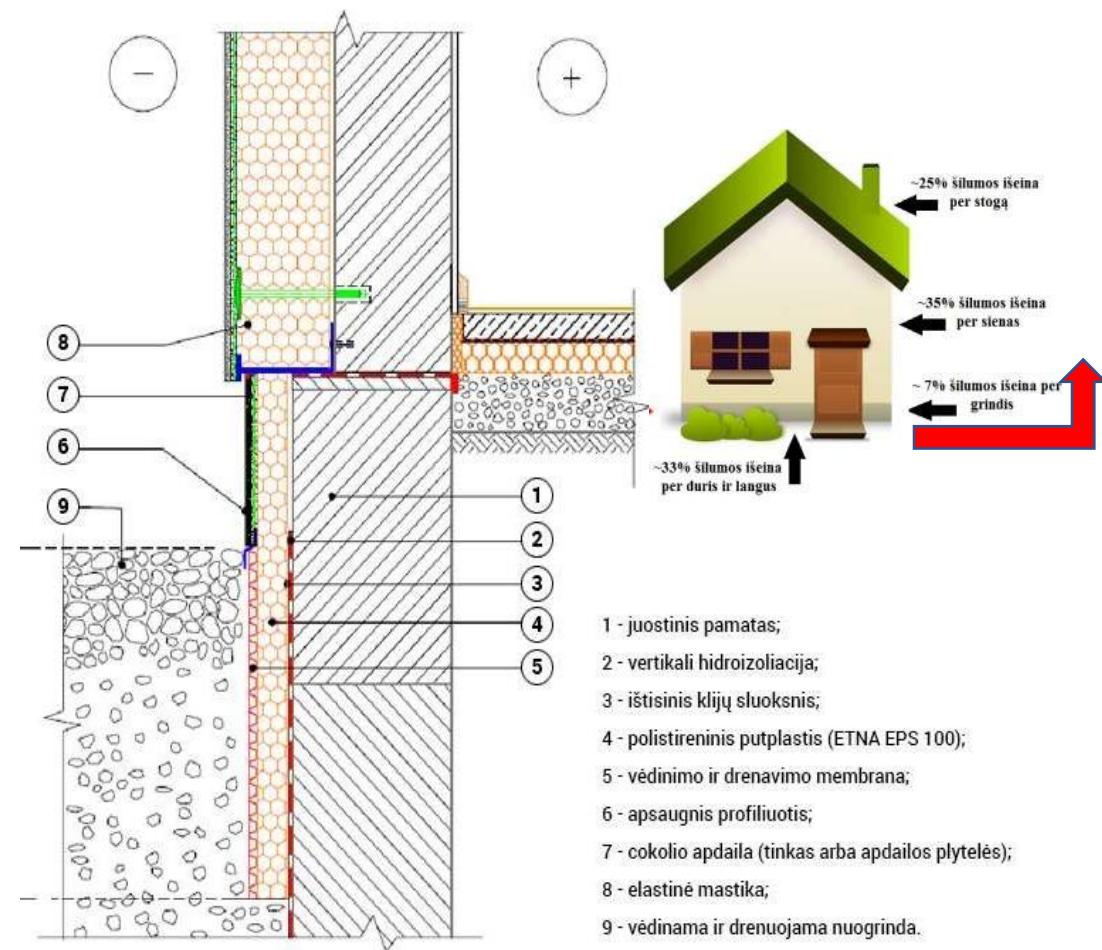 −
+
~25% šilumos išeina
per stogą
~35% šilumos išeina
per sienas
~ 7% šilumos išeina per
grindis
~33% šilumos išeina
per duris ir langus
8
7
6
9
1
2
3
4
5
1 - juostinis pamatas;
2 - vertikali hidroizoliacija;
3 - ištisinis klijų sluoksnis;
4 - polistireninis putplastis (ETNA EPS 100);
5 - vėdinimo ir drenavimo membrana;
6 - apsaugnis profiliuotis;
7 - cokolio apdaila (tinkas arba apdailos plytelės);
8 - elastinė mastika;
9 - vėdinama ir drenuojama nuogrinda.